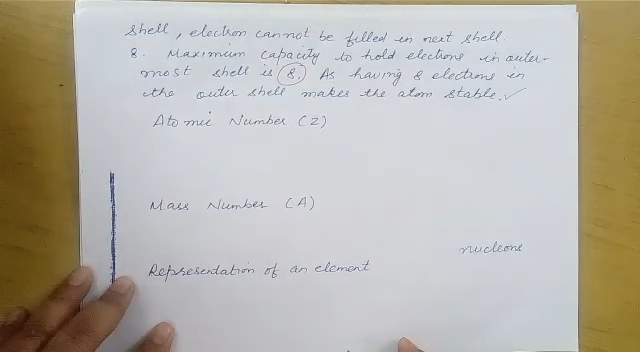 shell, electron cannot be filled in next shell.
8. Maximum capacity to hold electrons in outer-
most shell is 8. As having 8 electrons in
the outer shell makes the atom stable.
Atomic Number (Z)
Mass Number (A)
nucleons
Representation of an element